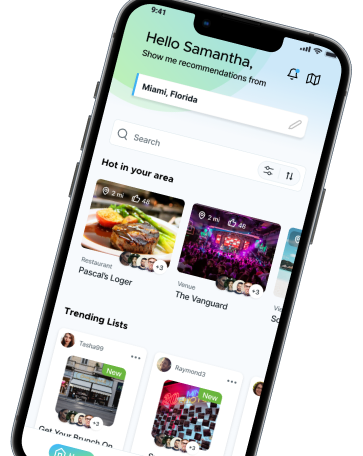 9:41
Hello Samantha,
Show me recommendations from
Miami, Florida
Search
Hot in your area
2 mi 48
2 mi 48
+3
+3
Restaurant
Pascal's Loger
Venue
The Vanguard
Trending Lists
Tasha99
Raymond3
New
New
+3
+3
Get Your Brunch On